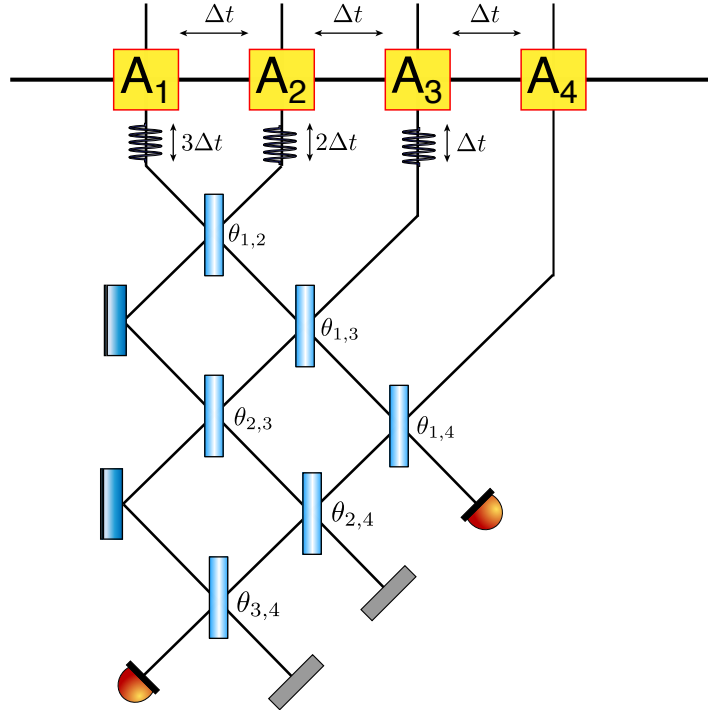 Δt Δt Δt
A₁ A₂ A₃ A₄
3Δt 2Δt Δt
θ₁,₂
θ₁,₃
θ₂,₃ θ₁,₄
θ₂,₄
θ₃,₄